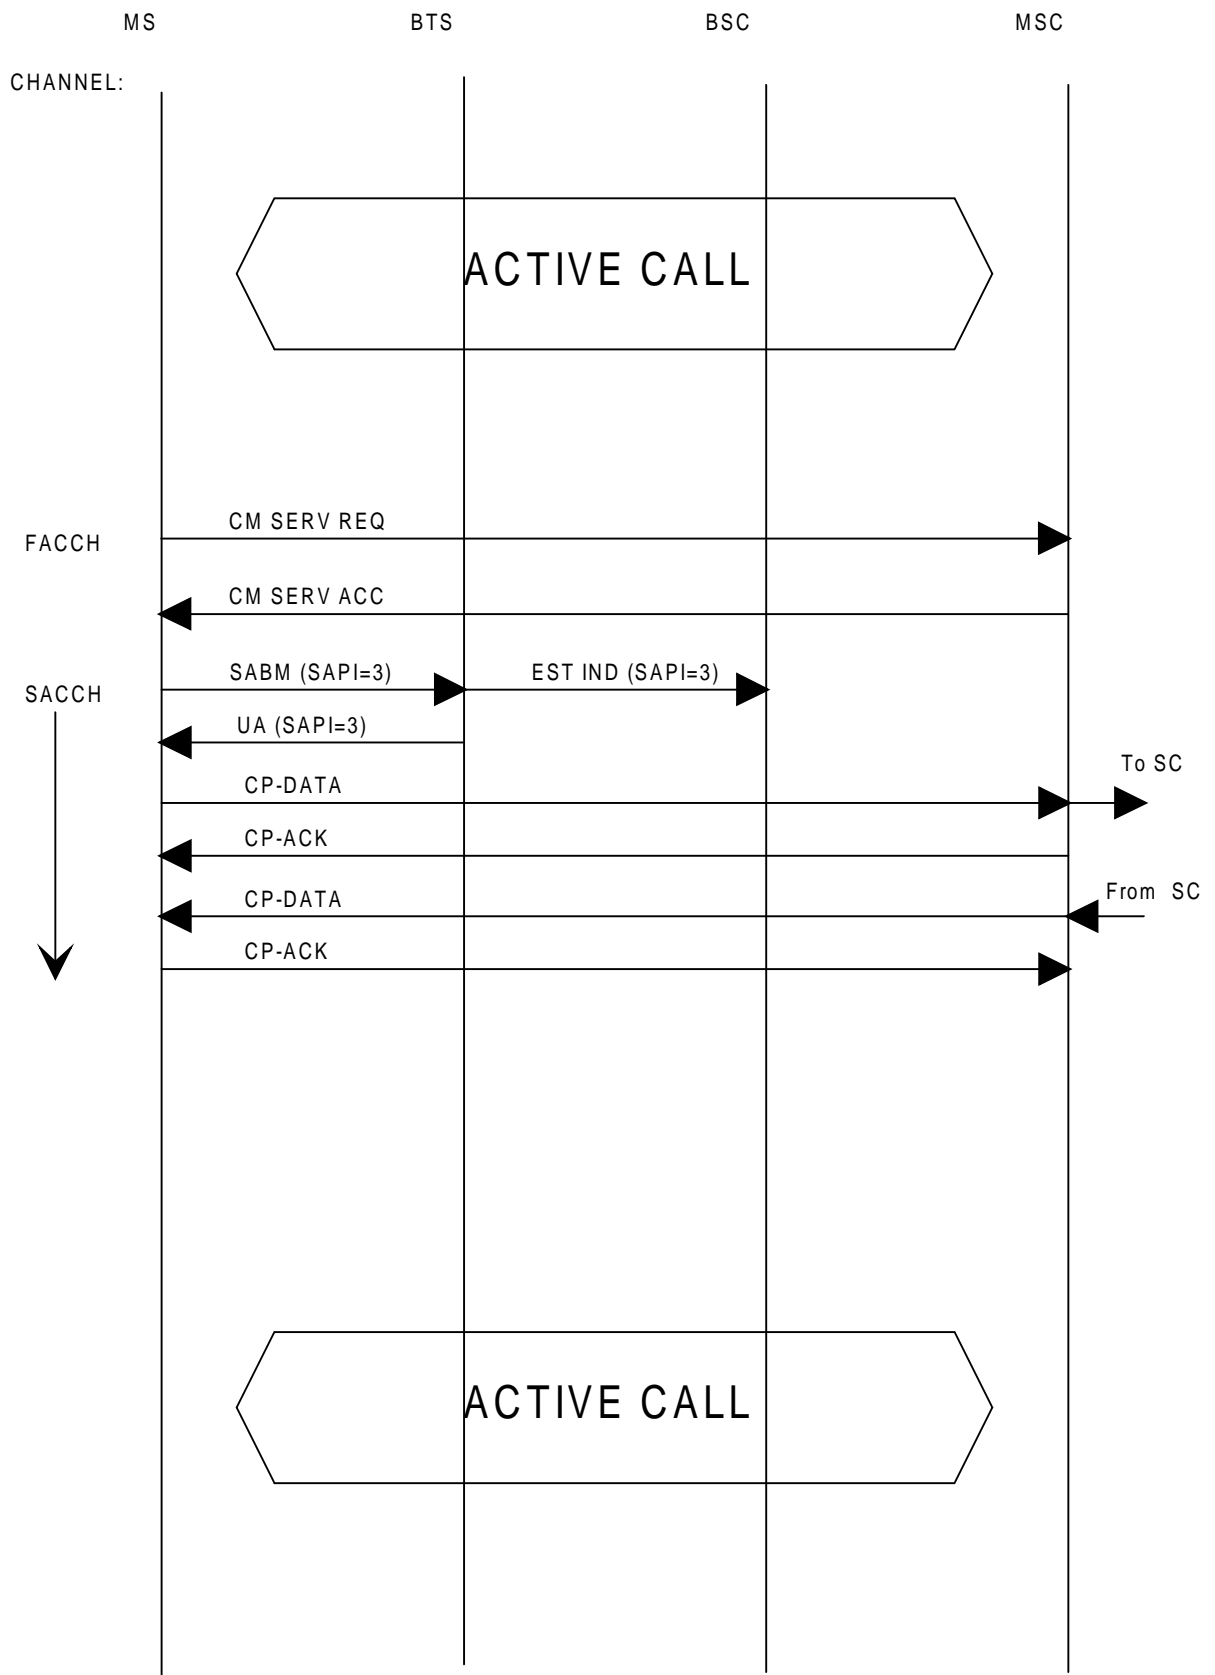 MS BTS BSC MSC
CHANNEL:
ACTIVE CALL
CM SERV REQ
FACCH
CM SERV ACC
SABM (SAPI=3) EST IND (SAPI=3)
SACCH
UA (SAPI=3)
To SC
CP-DATA
CP-ACK
From SC
CP-DATA
CP-ACK
ACTIVE CALL